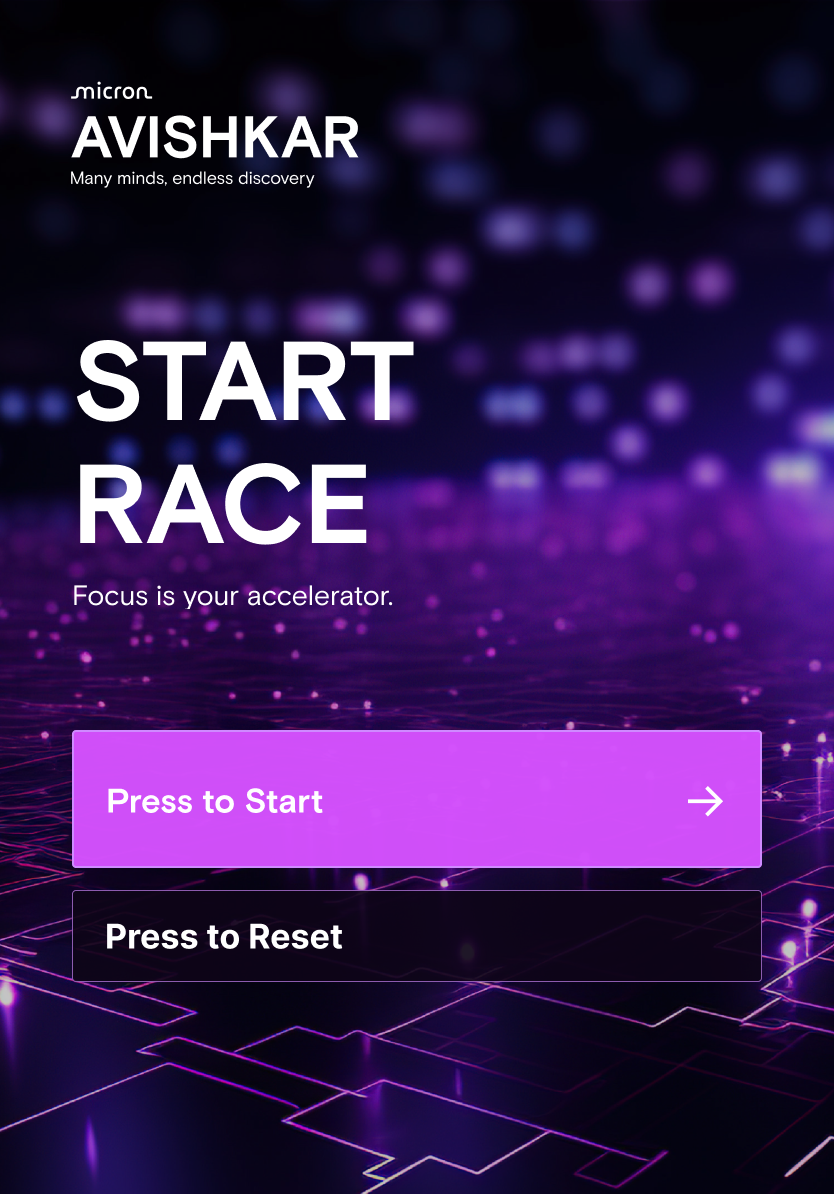 micron
AVISHKAR
Many minds, endless discovery
START
RACE
Focus is your accelerator.
Press to Start
Press to Reset